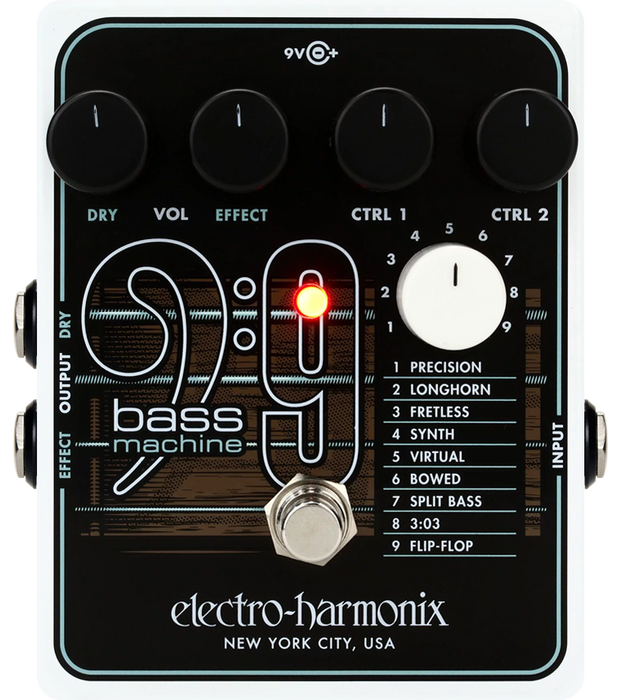 9V
DRY VOL EFFECT CTRL 1 CTRL 2
1 2 3 4 5 6 7 8 9
9
bass
machine
OUTPUT
DRY
EFFECT
INPUT
1 PRECISION
2 LONGHORN
3 FRETLESS
4 SYNTH
5 VIRTUAL
6 BOWED
7 SPLIT BASS
8 3:03
9 FLIP-FLOP
electro-harmonix
NEW YORK CITY, USA